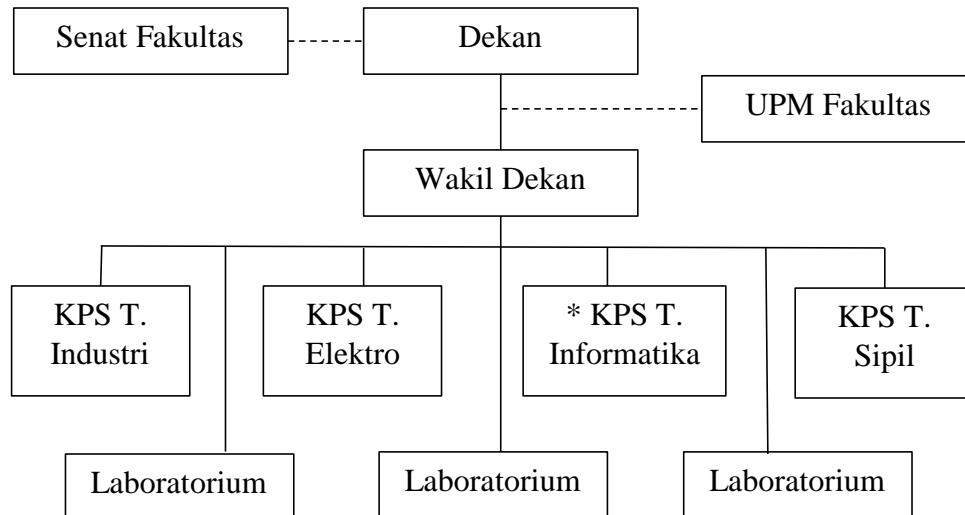 Senat Fakultas
Dekan
UPM Fakultas
Wakil Dekan
KPS T.
Industri
KPS T.
Elektro
* KPS T.
Informatika
KPS T.
Sipil
Laboratorium
Laboratorium
Laboratorium